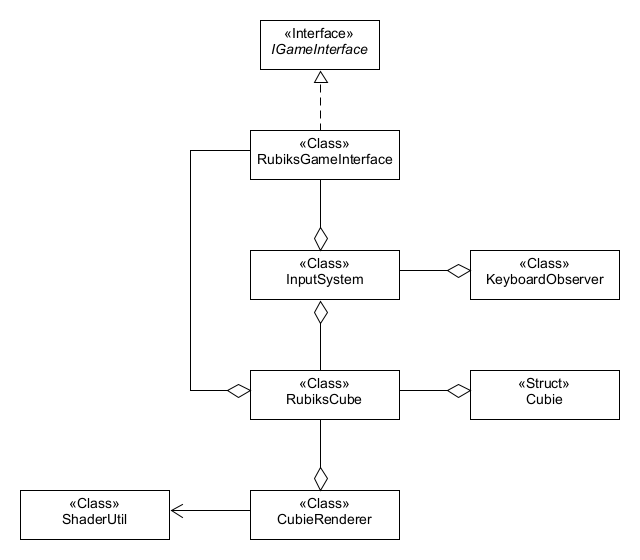 «Interface»
IGameInterface
«Class»
RubiksGameInterface
«Class»
InputSystem
«Class»
KeyboardObserver
«Class»
RubiksCube
«Struct»
Cubie
«Class»
ShaderUtil
«Class»
CubieRenderer